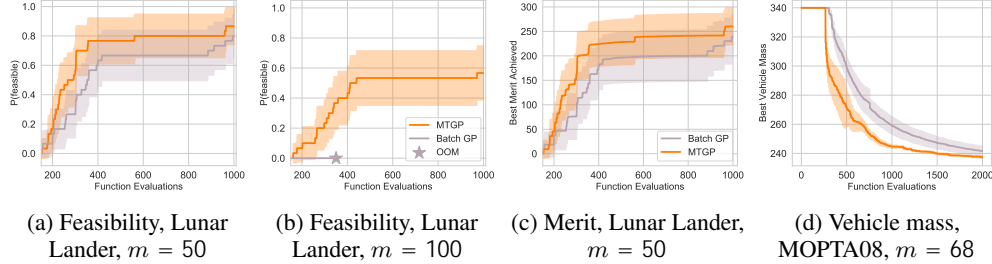 P(feasible)
1.0
0.8
0.6
0.4
0.2
0.0
200
400
600
800
1000
Function Evaluations
MTGP
Batch GP
P(feasible)
1.0
0.8
0.6
0.4
0.2
0.0
200
400
600
800
1000
Function Evaluations
MTGP
Batch GP
OOM
Best Merit Achieved
300
250
200
150
100
50
0
200
400
600
800
1000
Function Evaluations
Batch GP
MTGP
Best Vehicle Mass
340
320
300
280
260
240
0
500
1000
1500
2000
Function Evaluations
(a) Feasibility, Lunar
Lander, m = 50
(b) Feasibility, Lunar
Lander, m = 100
(c) Merit, Lunar Lander,
m = 50
(d) Vehicle mass,
MOPTA08, m = 68